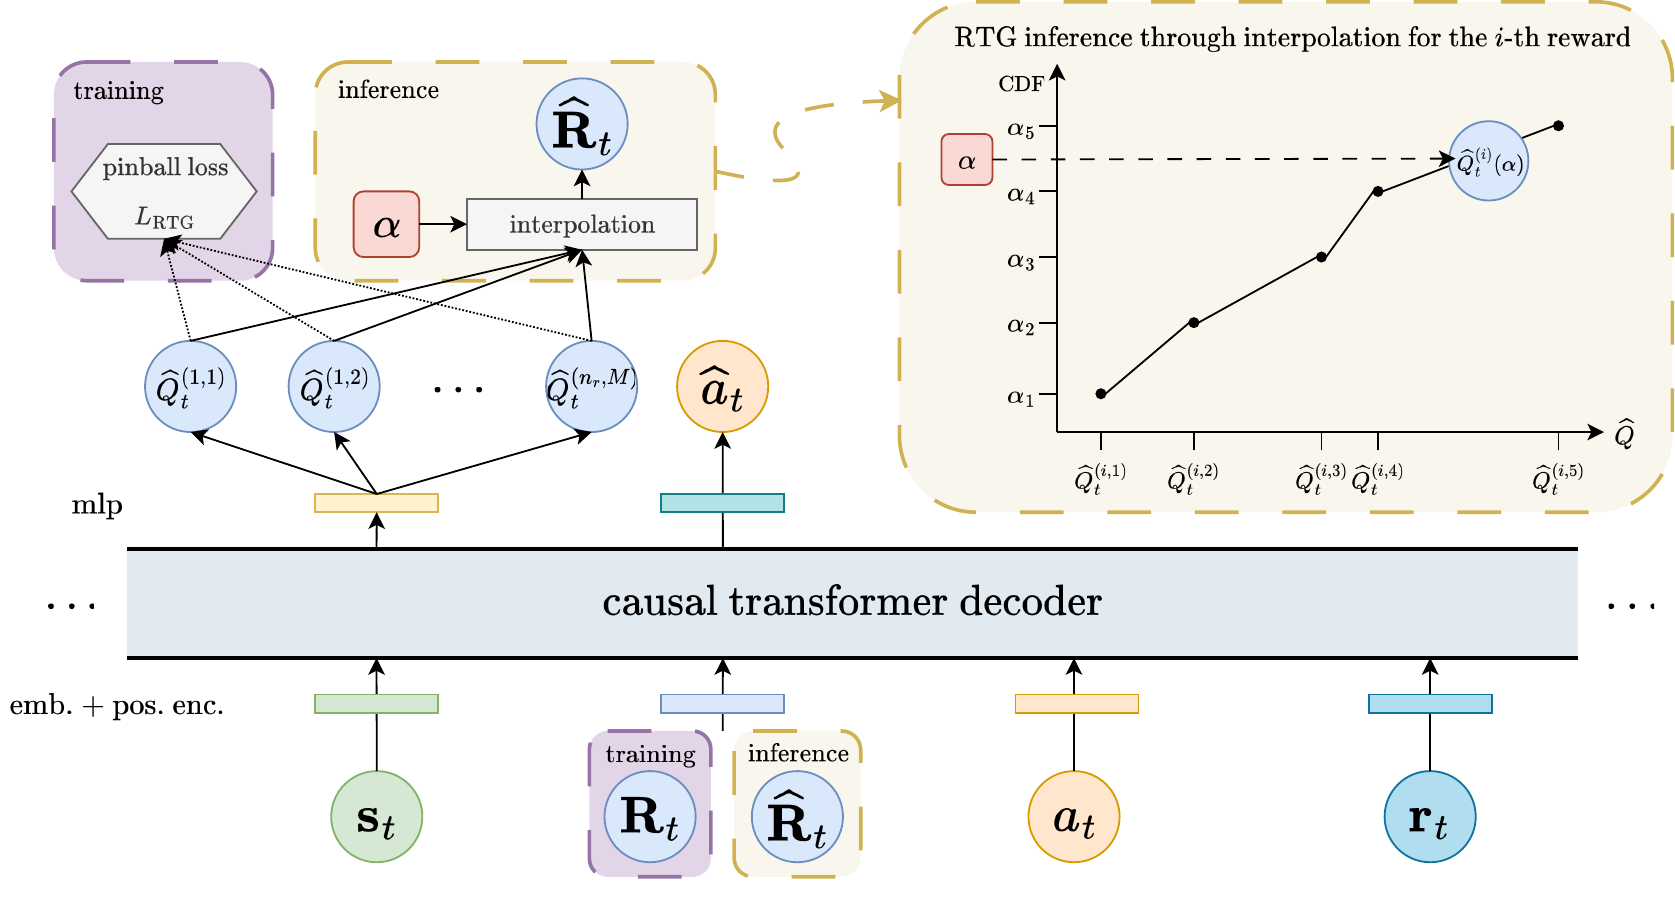 training
pinball loss
L_RTG
inference
R̂_t
α
interpolation
Q̂_t^(1,1)
Q̂_t^(1,2)
· · ·
Q̂_t^(n_r,M)
â_t
mlp
RTG inference through interpolation for the i-th reward
CDF
α_5
α
Q̂_t^(i)(α)
α_4
α_3
α_2
α_1
Q̂
Q̂_t^(i,1) Q̂_t^(i,2) Q̂_t^(i,3) Q̂_t^(i,4) Q̂_t^(i,5)
· · · causal transformer decoder · · ·
emb. + pos. enc.
training inference
s_t R_t R̂_t a_t r_t